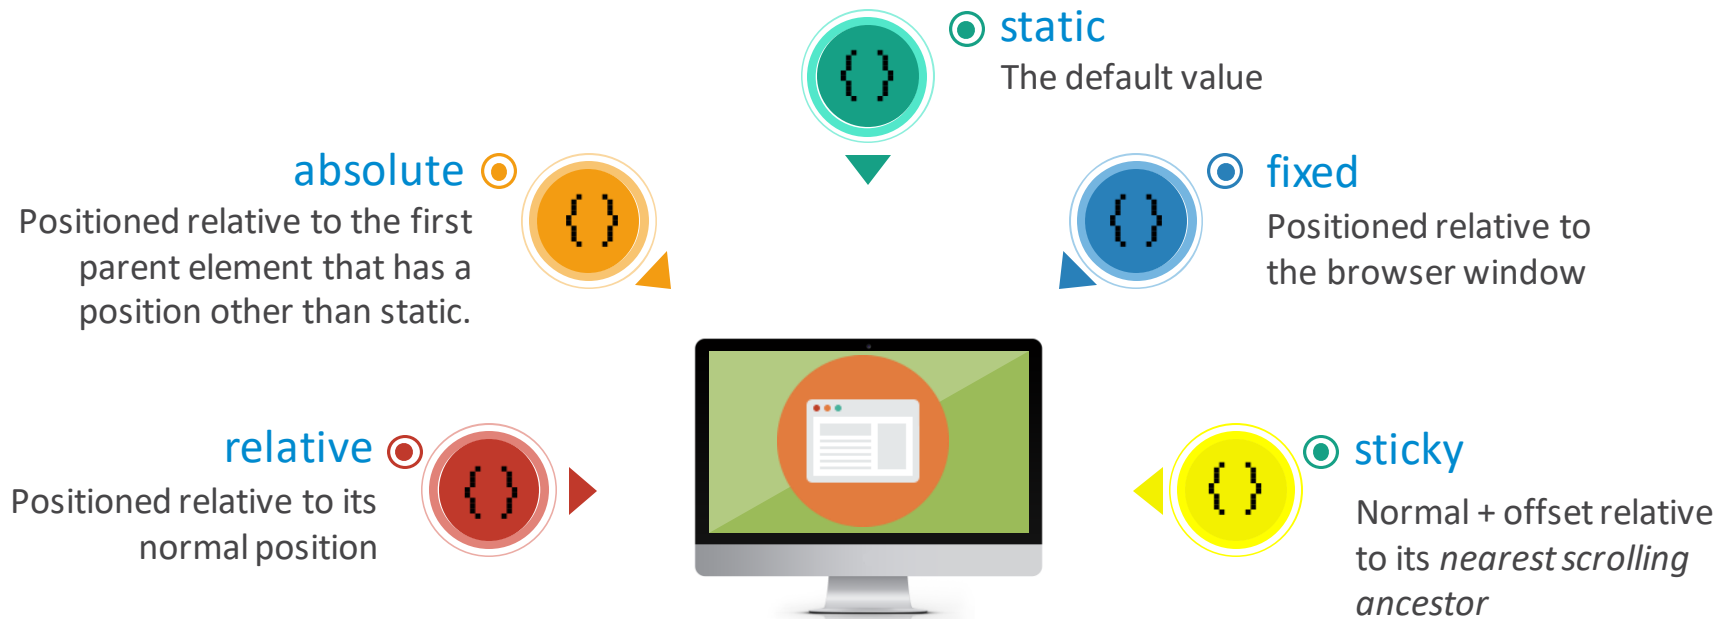 static
The default value
{ }
absolute
Positioned relative to the first
parent element that has a
position other than static.
{ }
fixed
Positioned relative to
the browser window
{ }
relative
Positioned relative to its
normal position
{ }
sticky
Normal + offset relative
to its nearest scrolling
ancestor
{ }